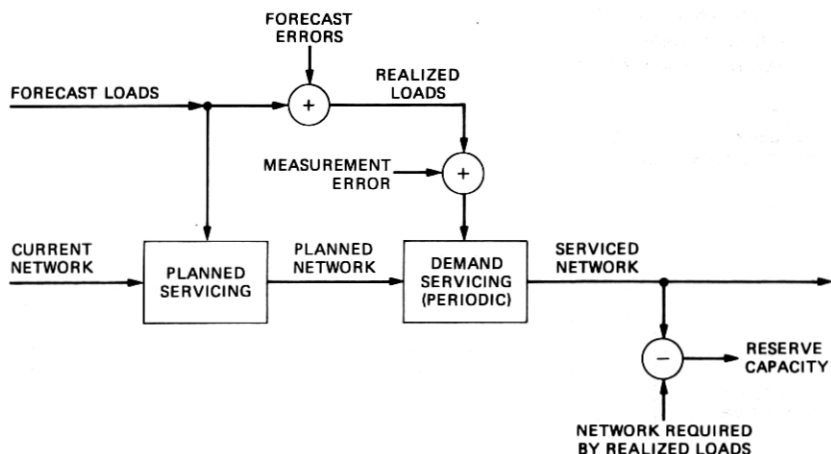 FORECAST
ERRORS
FORECAST LOADS
+
REALIZED
LOADS
MEASUREMENT
ERROR
+
CURRENT
NETWORK
PLANNED
SERVICING
PLANNED
NETWORK
DEMAND
SERVICING
(PERIODIC)
SERVICED
NETWORK
−
RESERVE
CAPACITY
NETWORK REQUIRED
BY REALIZED LOADS